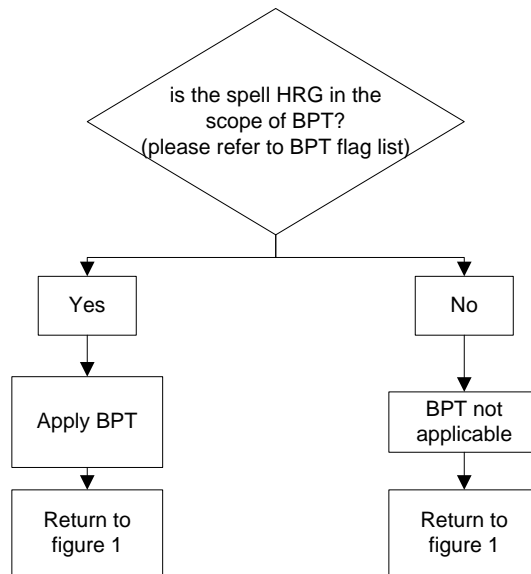 is the spell HRG in the
scope of BPT?
(please refer to BPT flag list)
Yes
No
Apply BPT
BPT not
applicable
Return to
figure 1
Return to
figure 1